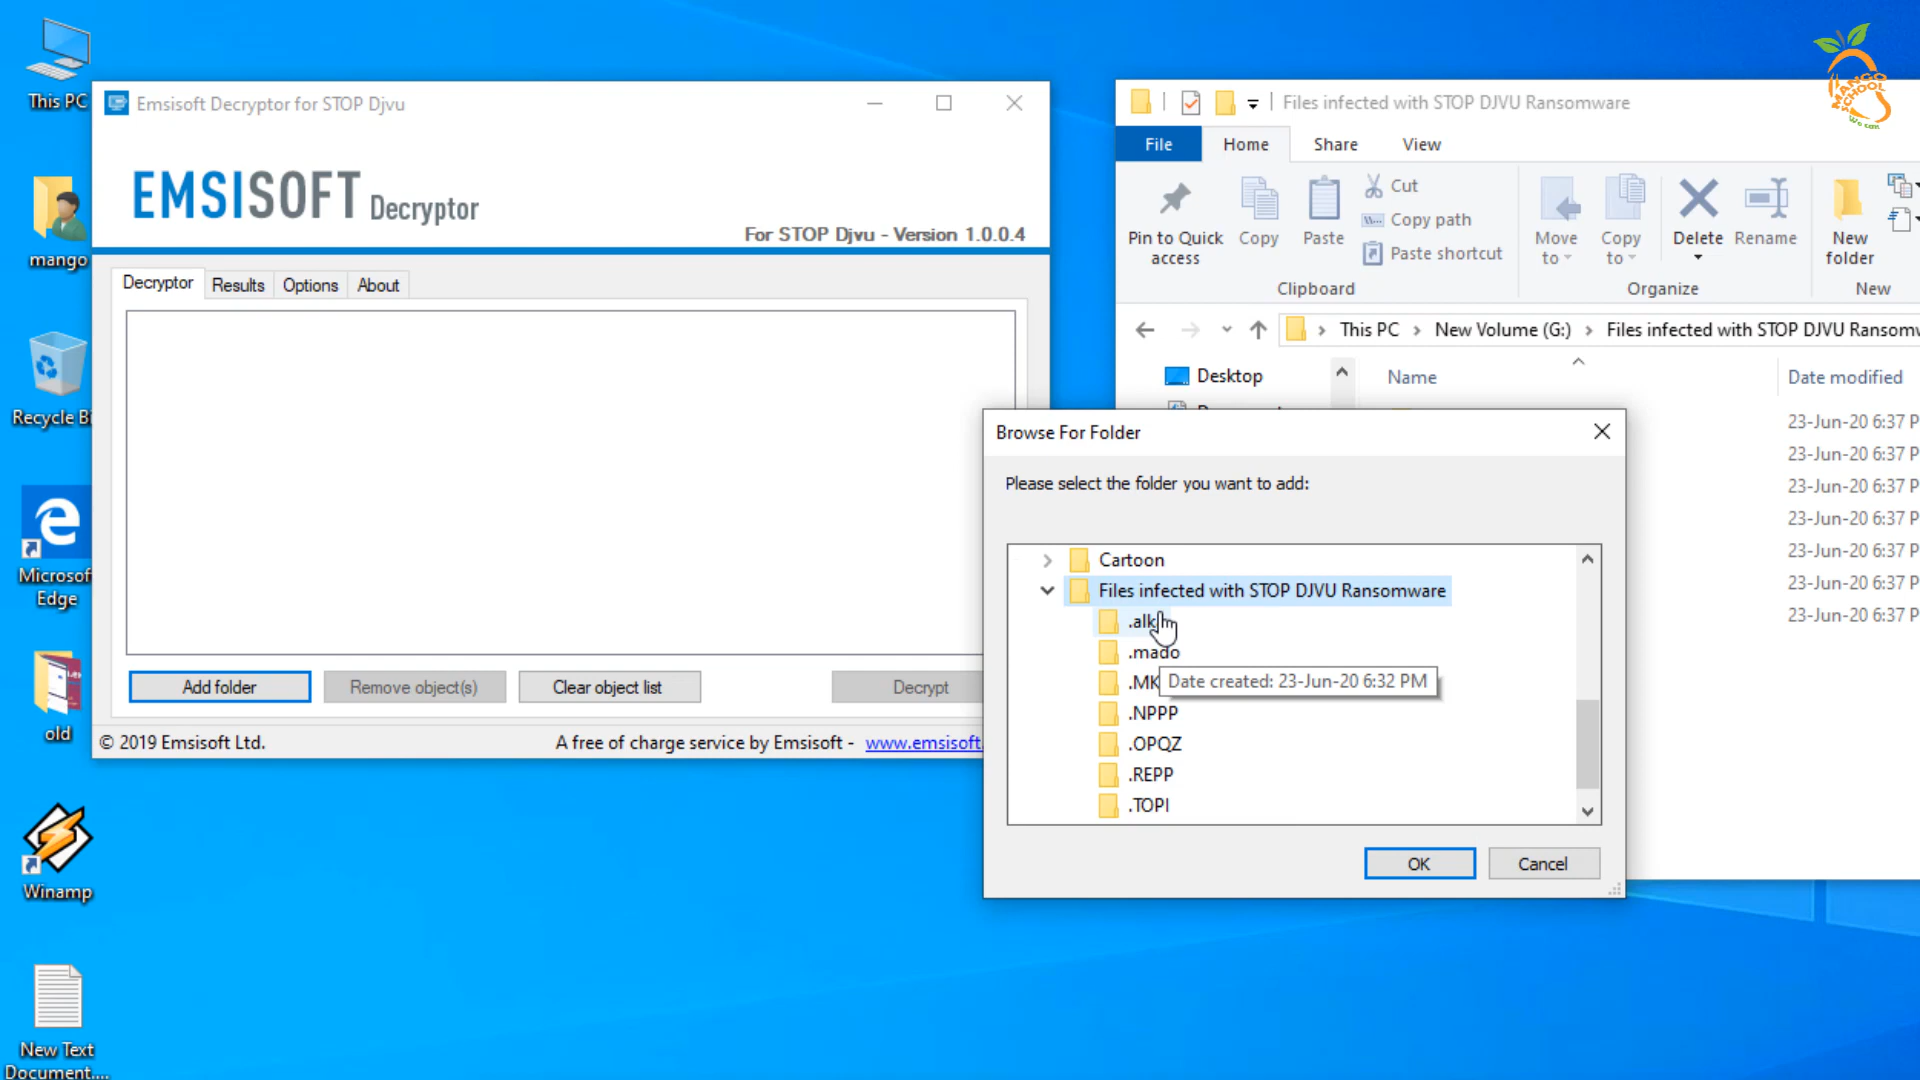 This PC
mango
Recycle Bi
Microsof
Edge
old
Winamp
New Text
Document....
Emsisoft Decryptor for STOP Djvu
EMSISOFT Decryptor
For STOP Djvu - Version 1.0.0.4
Decryptor
Results
Options
About
Add folder
Remove object(s)
Clear object list
Decrypt
© 2019 Emsisoft Ltd.
A free of charge service by Emsisoft - www.emsisoft.
Files infected with STOP DJVU Ransomware
MANGO
SCHOOL
We can
File
Home
Share
View
Pin to Quick
access
Copy
Paste
Cut
Copy path
Paste shortcut
Clipboard
Move
to
Copy
to
Delete
Rename
Organize
New
folder
New
This PC > New Volume (G:) > Files infected with STOP DJVU Ransomw
Desktop
Name
Date modified
23-Jun-20 6:37 P
23-Jun-20 6:37 P
23-Jun-20 6:37 P
23-Jun-20 6:37 P
23-Jun-20 6:37 P
23-Jun-20 6:37 P
23-Jun-20 6:37 P
Browse For Folder
Please select the folder you want to add:
Cartoon
Files infected with STOP DJVU Ransomware
.mado
.MK
Date created: 23-Jun-20 6:32 PM
.NPPP
.OPQZ
.REPP
.TOPI
OK
Cancel